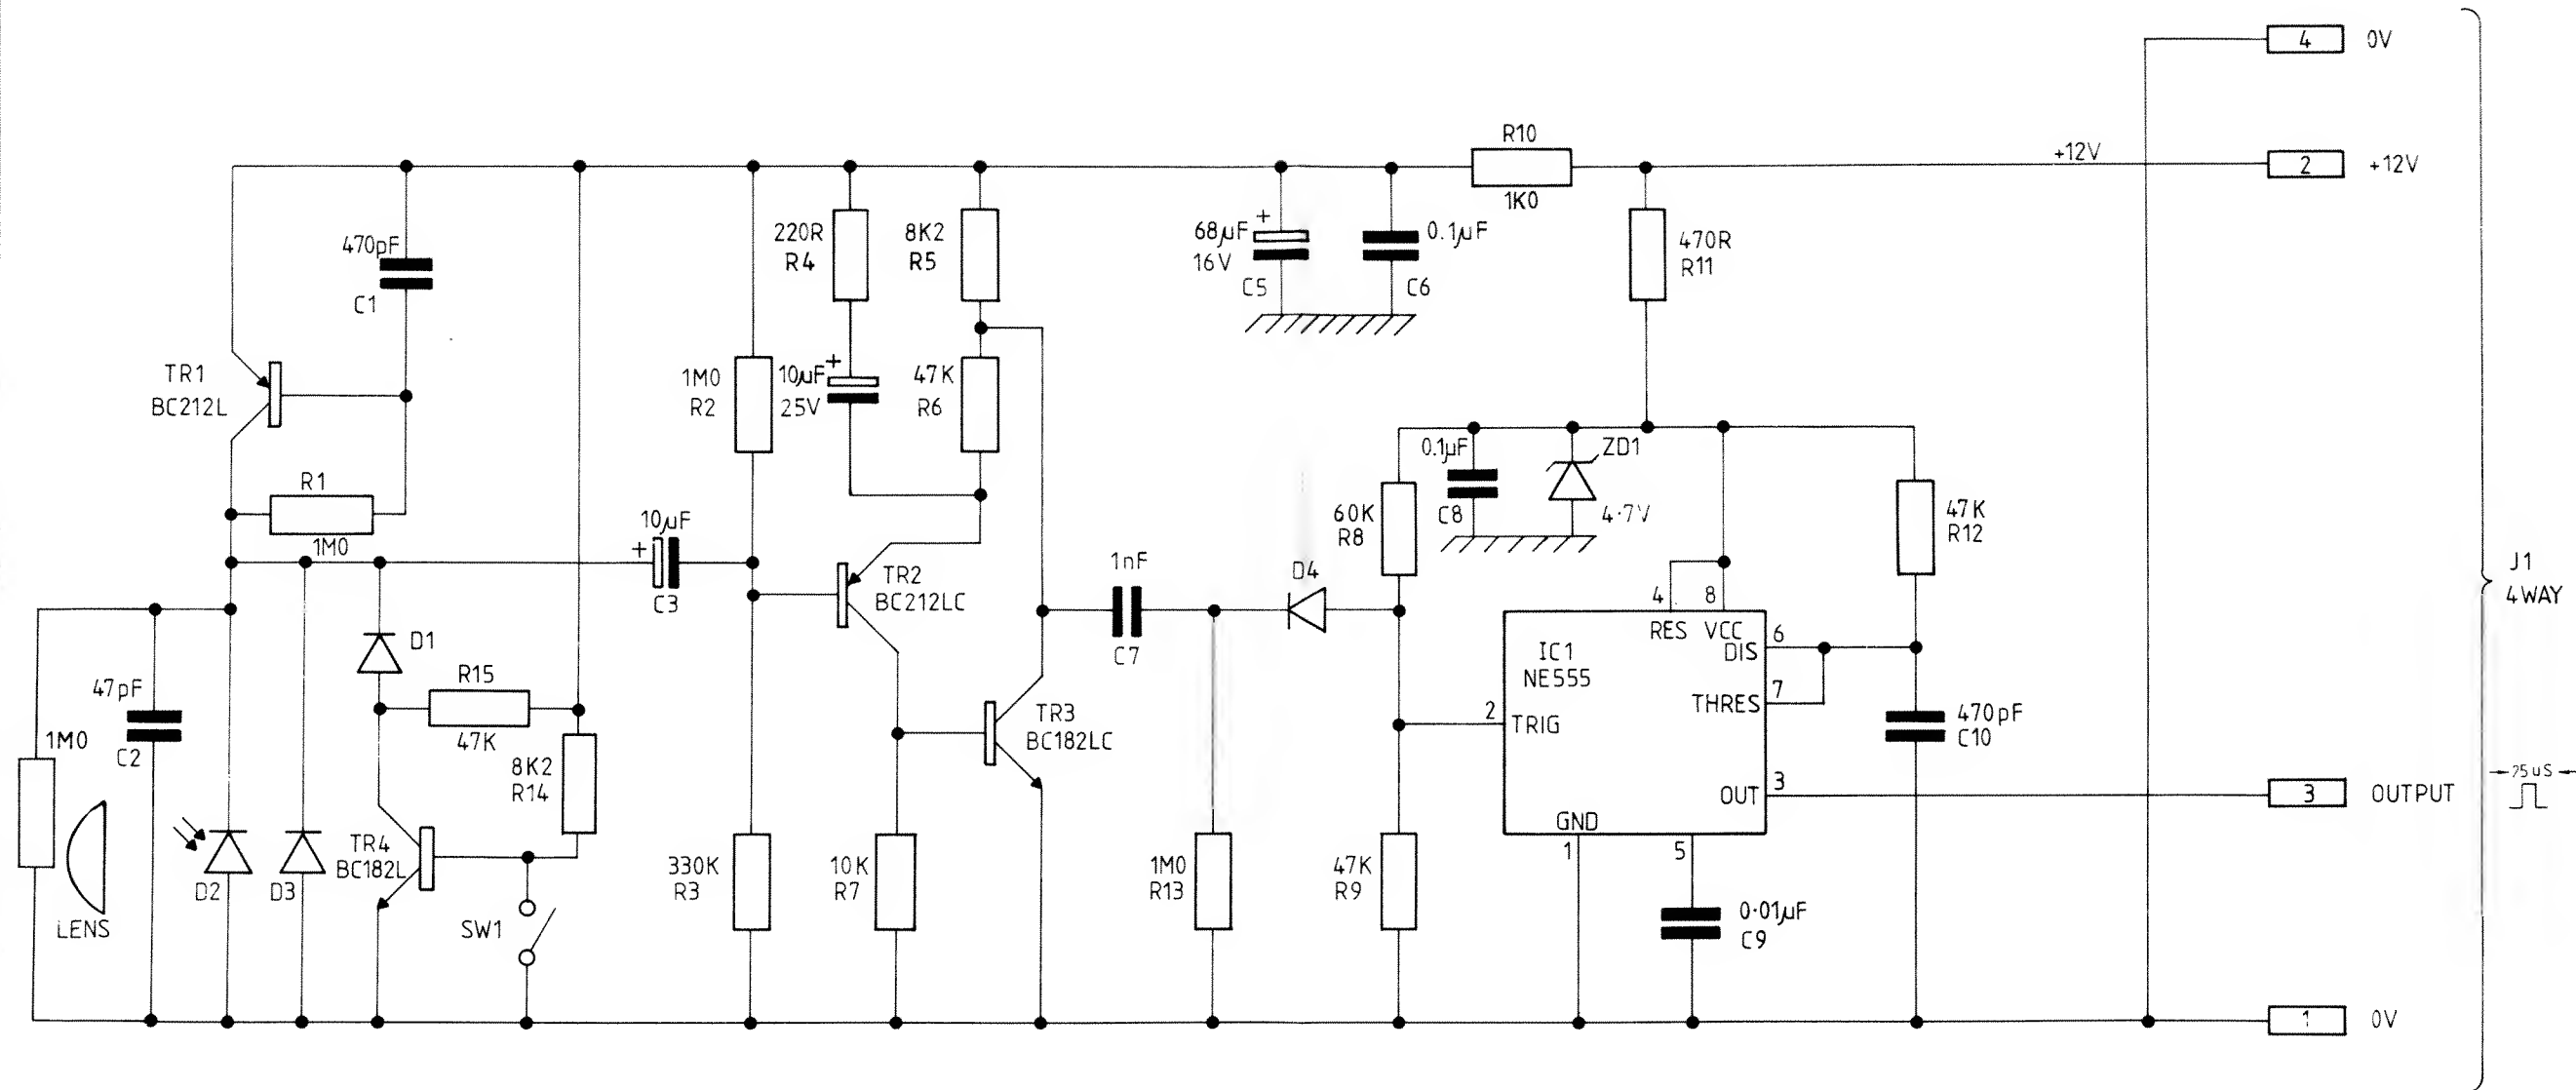 4 0V
R10
+12V
2 +12V
1K0
470pF
C1
220R
R4
8K2
R5
68µF
16V
C5
+
0.1µF
C6
470R
R11
TR1
BC212L
1M0
R2
10µF
25V
+
47K
R6
R1
1M0
10µF
+
C3
TR2
BC212LC
1nF
C7
D4
60K
R8
0.1µF
C8
ZD1
4·7V
47K
R12
J1
4WAY
4 8
RES VCC
DIS 6
THRES 7
IC1
NE555
2 TRIG
OUT 3
GND
1
5
470pF
C10
25uS
3 OUTPUT
D1
R15
47K
47pF
C2
1M0
8K2
R14
TR3
BC182LC
TR4
BC182L
D2
D3
LENS
SW1
330K
R3
10K
R7
1M0
R13
47K
R9
0·01µF
C9
1 0V